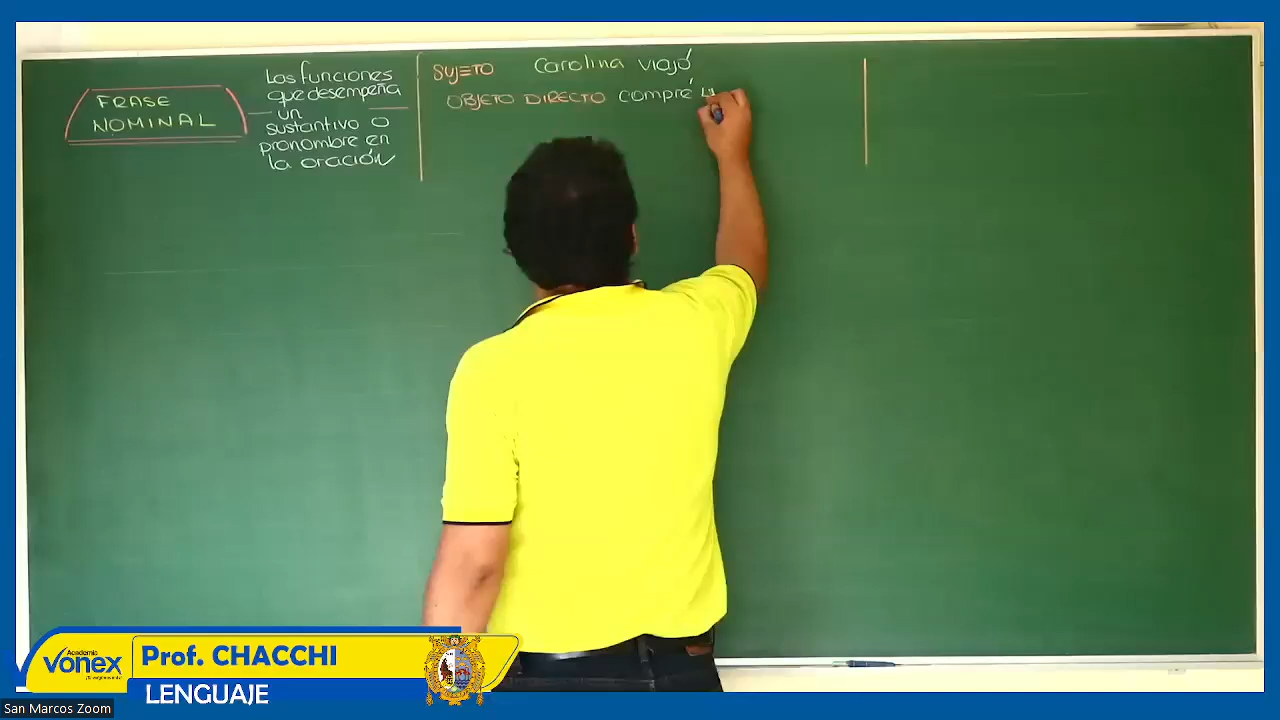 FRASE
NOMINAL
Las funciones
que desempeña
un
sustantivo o
pronombre en
la oración
SUJETO Carolina viajó
OBJETO DIRECTO compré
Academia
Vonex
Prof. CHACCHI
LENGUAJE
San Marcos Zoom